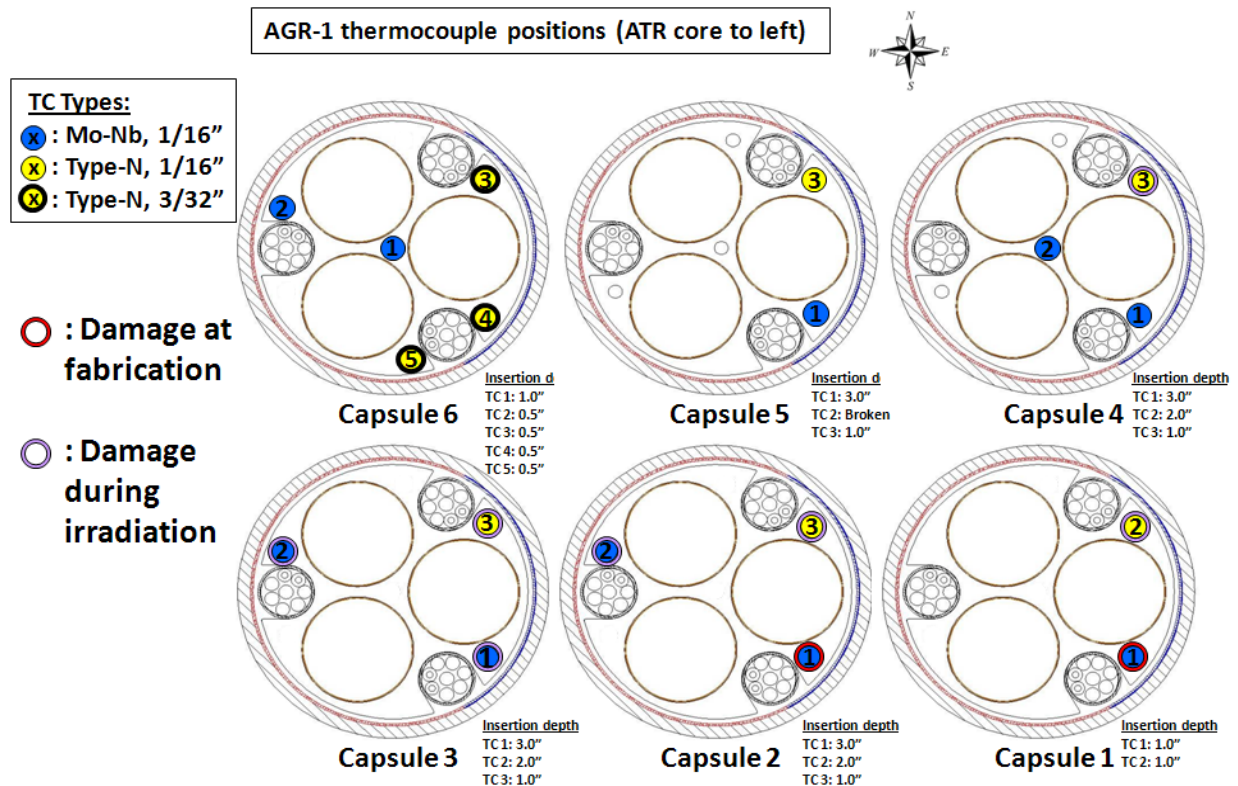 AGR-1 thermocouple positions (ATR core to left)
N
W E
S
TC Types:
x : Mo-Nb, 1/16”
x : Type-N, 1/16”
x : Type-N, 3/32”
: Damage at
fabrication
: Damage
during
irradiation
2
1
3
4
5
Capsule 6
Insertion d
TC 1: 1.0”
TC 2: 0.5”
TC 3: 0.5”
TC 4: 0.5”
TC 5: 0.5”
3
1
Capsule 5
Insertion d
TC 1: 3.0”
TC 2: Broken
TC 3: 1.0”
3
2
1
Capsule 4
Insertion depth
TC 1: 3.0”
TC 2: 2.0”
TC 3: 1.0”
3
2
1
Capsule 3
Insertion depth
TC 1: 3.0”
TC 2: 2.0”
TC 3: 1.0”
3
2
1
Capsule 2
Insertion depth
TC 1: 3.0”
TC 2: 2.0”
TC 3: 1.0”
2
1
Capsule 1
Insertion depth
TC 1: 1.0”
TC 2: 1.0”